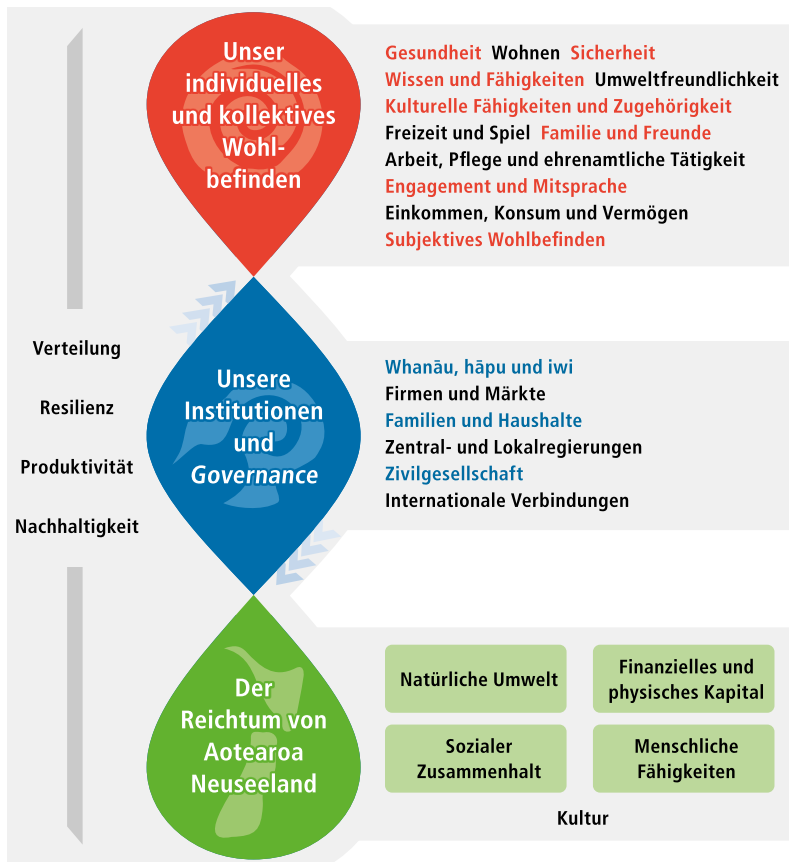 Unser
individuelles
und kollektives
Wohl-
befinden
Gesundheit Wohnen Sicherheit
Wissen und Fähigkeiten Umweltfreundlichkeit
Kulturelle Fähigkeiten und Zugehörigkeit
Freizeit und Spiel Familie und Freunde
Arbeit, Pflege und ehrenamtliche Tätigkeit
Engagement und Mitsprache
Einkommen, Konsum und Vermögen
Subjektives Wohlbefinden
Verteilung
Resilienz
Produktivität
Nachhaltigkeit
Unsere
Institutionen
und
Governance
Whanāu, hāpu und iwi
Firmen und Märkte
Familien und Haushalte
Zentral- und Lokalregierungen
Zivilgesellschaft
Internationale Verbindungen
Der
Reichtum von
Aotearoa
Neuseeland
Natürliche Umwelt
Finanzielles und
physisches Kapital
Sozialer
Zusammenhalt
Menschliche
Fähigkeiten
Kultur